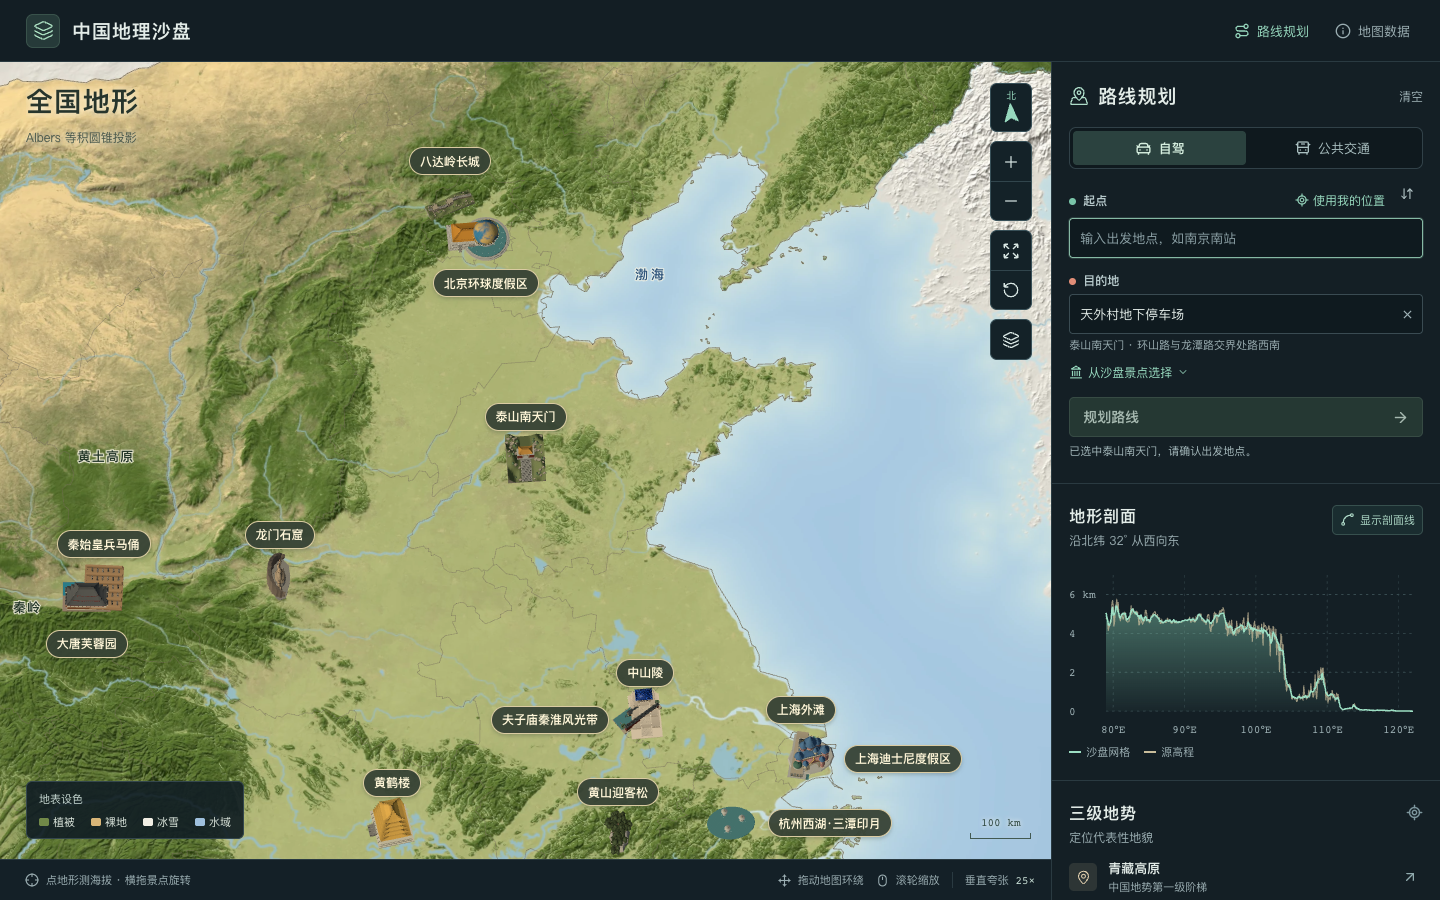 中国地理沙盘
路线规划
地图数据
全国地形
Albers 等积圆锥投影
北
八达岭长城
北京环球度假区
渤海
泰山南天门
黄土高原
龙门石窟
秦始皇兵马俑
秦岭
大唐芙蓉园
中山陵
夫子庙秦淮风光带
上海外滩
上海迪士尼度假区
黄鹤楼
黄山迎客松
杭州西湖·三潭印月
地表设色
植被 裸地 冰雪 水域
100 km
点地形测海拔 · 横拖景点旋转
拖动地图环绕
滚轮缩放
垂直夸张 25×
路线规划
清空
自驾
公共交通
起点
使用我的位置
输入出发地点，如南京南站
目的地
天外村地下停车场
泰山南天门 · 环山路与龙潭路交界处路西南
从沙盘景点选择
规划路线
已选中泰山南天门，请确认出发地点。
地形剖面
显示剖面线
沿北纬 32° 从西向东
6 km
4
2
0
80°E 90°E 100°E 110°E 120°E
沙盘网格 源高程
三级地势
定位代表性地貌
青藏高原
中国地势第一级阶梯